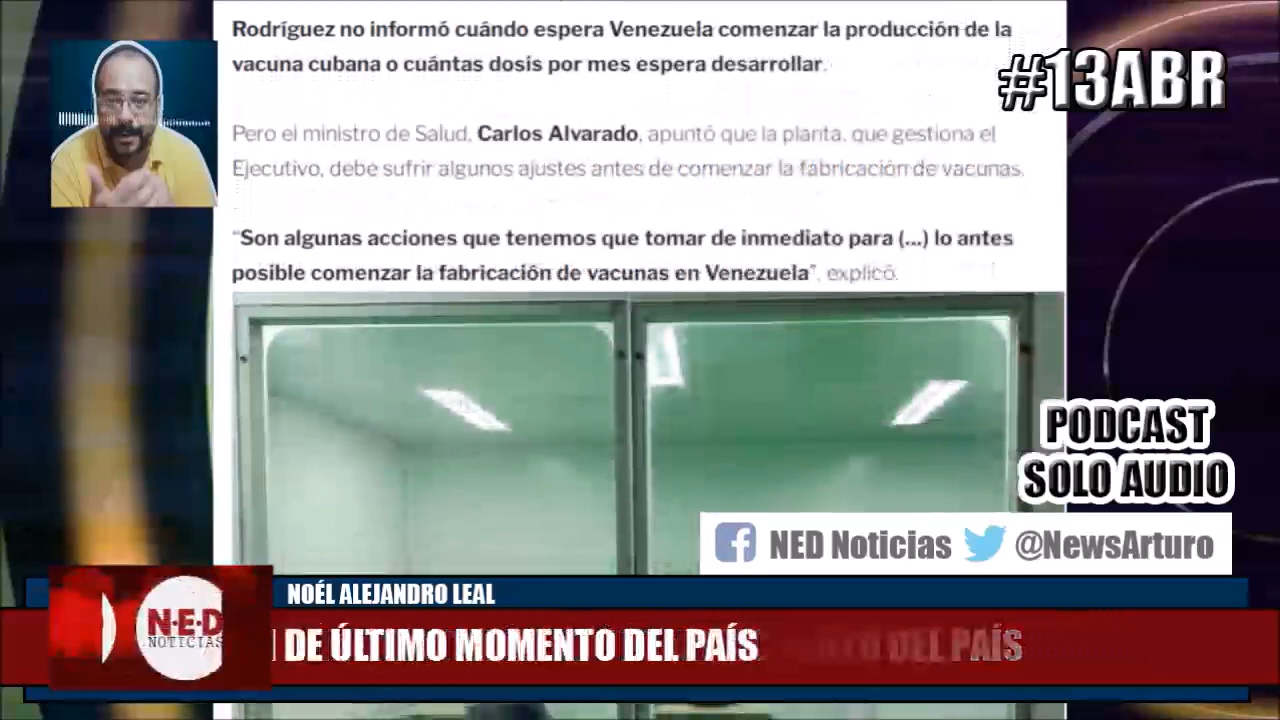 Rodríguez no informó cuándo espera Venezuela comenzar la producción de la
vacuna cubana o cuántas dosis por mes espera desarrollar.
Pero el ministro de Salud, Carlos Alvarado, apuntó que la planta, que gestiona el
Ejecutivo, debe sufrir algunos ajustes antes de comenzar la fabricación de vacunas.
“Son algunas acciones que tenemos que tomar de inmediato para (...) lo antes
posible comenzar la fabricación de vacunas en Venezuela”, explicó.
#13ABR
PODCAST
SOLO AUDIO
NED Noticias @NewsArturo
NOÉL ALEJANDRO LEAL
N·E·D
NOTICIAS
DE ÚLTIMO MOMENTO DEL PAÍS
DEL PAÍS